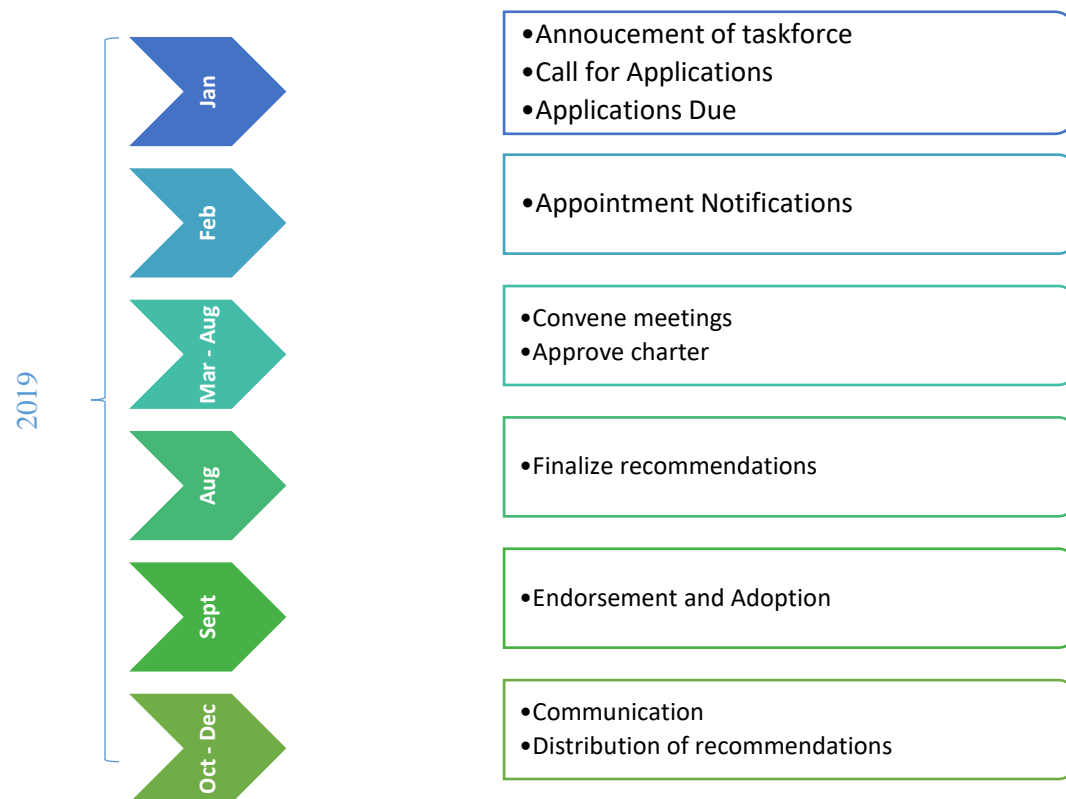 2019
Jan
•Annoucement of taskforce
•Call for Applications
•Applications Due
Feb
•Appointment Notifications
Mar - Aug
•Convene meetings
•Approve charter
Aug
•Finalize recommendations
Sept
•Endorsement and Adoption
Oct - Dec
•Communication
•Distribution of recommendations